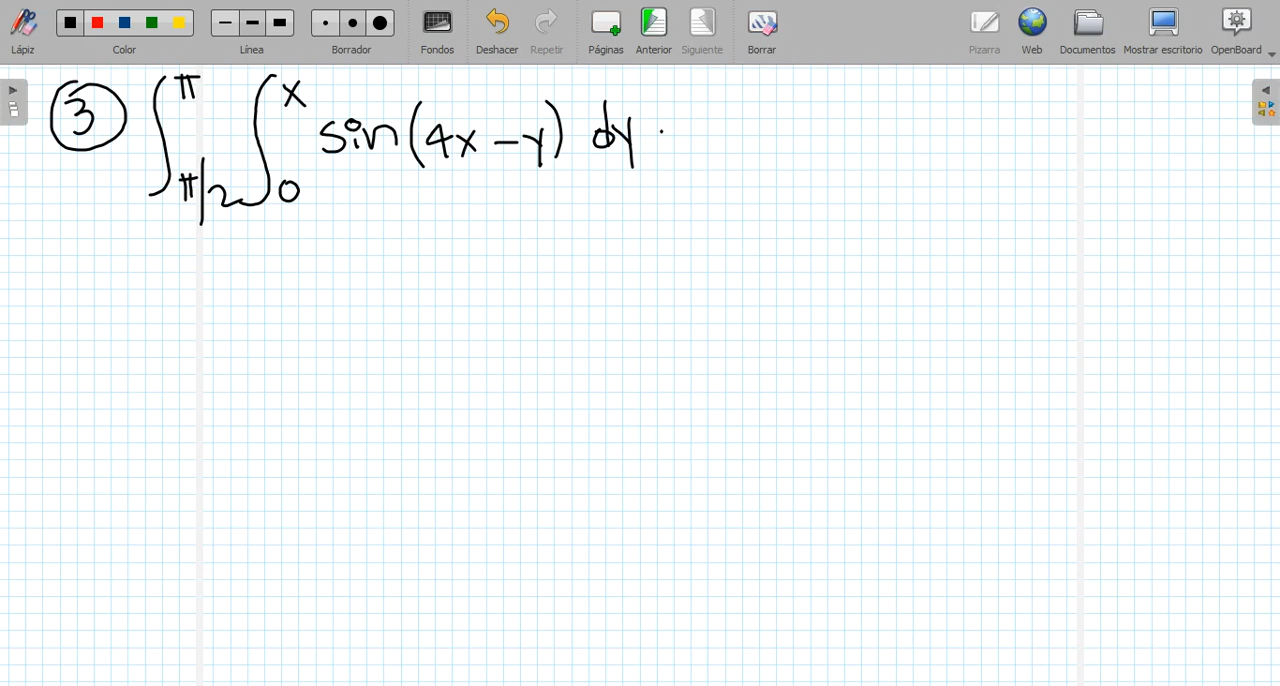 Lápiz Color Línea Borrador Fondos Deshacer Repetir Páginas Anterior Siguiente Borrar Pizarra Web Documentos Mostrar escritorio OpenBoard
③ ∫_{π/2}^{π} ∫_{0}^{x} sin(4x - y) dy